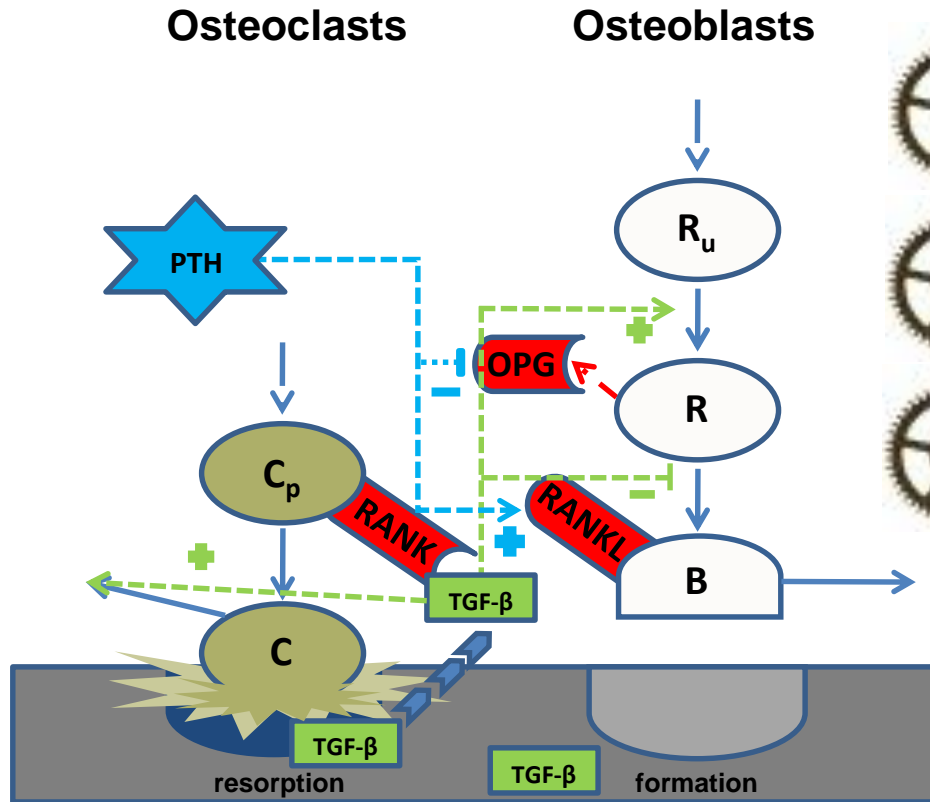 Osteoclasts
Osteoblasts
Ru
PTH
+
OPG
−
R
Cp
RANK
RANKL
−
+
+
TGF-β
B
C
TGF-β
TGF-β
resorption
formation